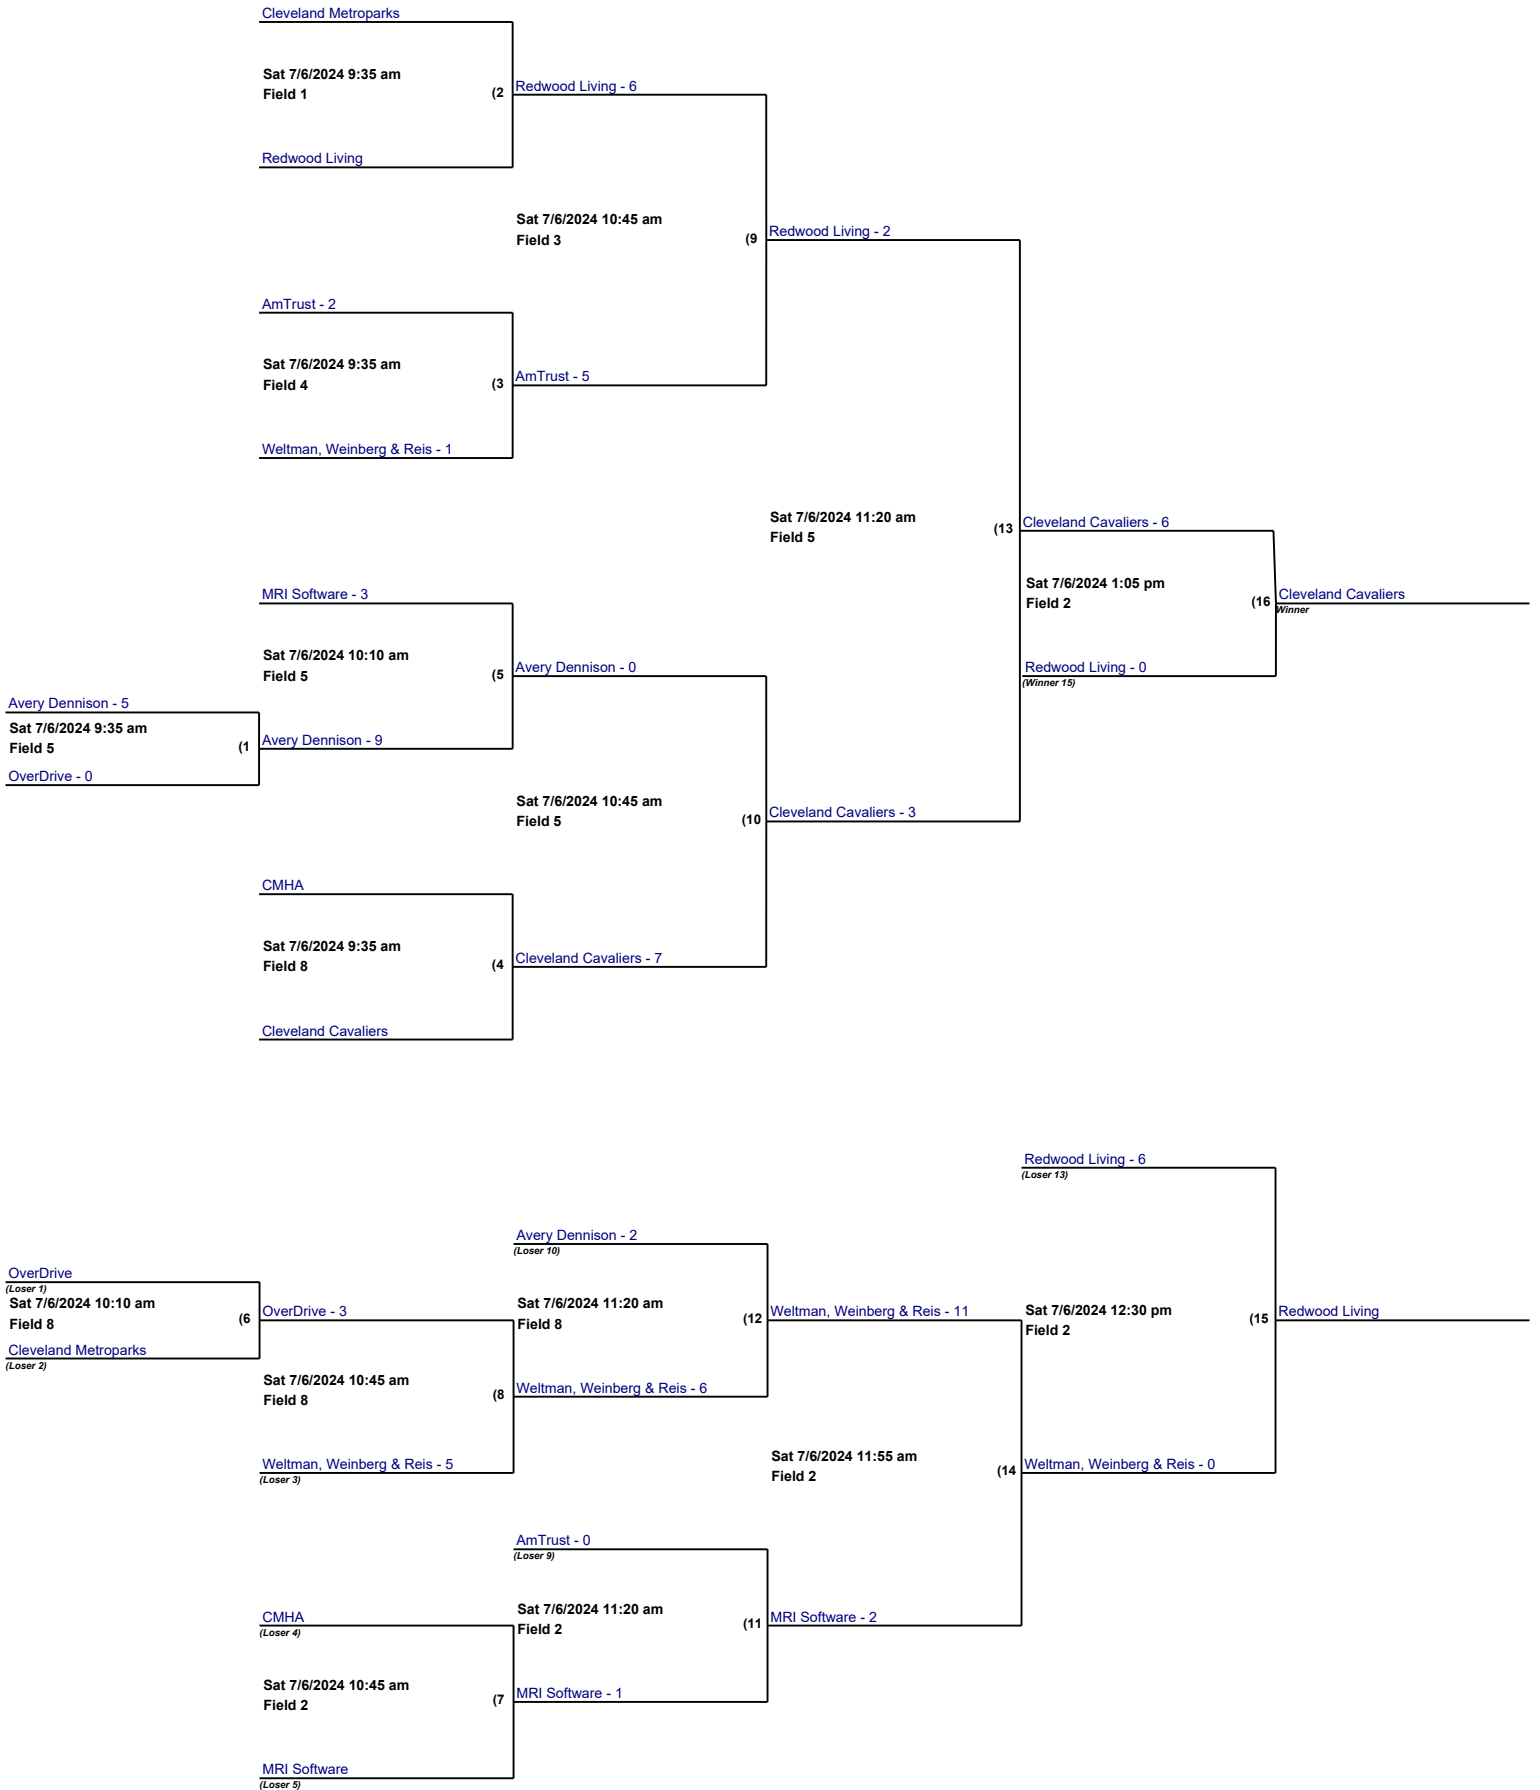 Cleveland Metroparks
Sat 7/6/2024 9:35 am
Field 1
(2
Redwood Living - 6
Redwood Living
Sat 7/6/2024 10:45 am
Field 3
(9
Redwood Living - 2
AmTrust - 2
Sat 7/6/2024 9:35 am
Field 4
(3
AmTrust - 5
Weltman, Weinberg & Reis - 1
Sat 7/6/2024 11:20 am
Field 5
(13
Cleveland Cavaliers - 6
Sat 7/6/2024 1:05 pm
Field 2
(16
Cleveland Cavaliers
Winner
MRI Software - 3
Sat 7/6/2024 10:10 am
Field 5
(5
Avery Dennison - 0
Redwood Living - 0
(Winner 15)
Avery Dennison - 5
Sat 7/6/2024 9:35 am
Field 5
(1
Avery Dennison - 9
OverDrive - 0
Sat 7/6/2024 10:45 am
Field 5
(10
Cleveland Cavaliers - 3
CMHA
Sat 7/6/2024 9:35 am
Field 8
(4
Cleveland Cavaliers - 7
Cleveland Cavaliers
Redwood Living - 6
(Loser 13)
Avery Dennison - 2
(Loser 10)
OverDrive
(Loser 1)
Sat 7/6/2024 10:10 am
Field 8
(6
OverDrive - 3
Sat 7/6/2024 11:20 am
Field 8
(12
Weltman, Weinberg & Reis - 11
Sat 7/6/2024 12:30 pm
Field 2
(15
Redwood Living
Cleveland Metroparks
(Loser 2)
Sat 7/6/2024 10:45 am
Field 8
(8
Weltman, Weinberg & Reis - 6
Weltman, Weinberg & Reis - 5
(Loser 3)
Sat 7/6/2024 11:55 am
Field 2
(14
Weltman, Weinberg & Reis - 0
AmTrust - 0
(Loser 9)
CMHA
(Loser 4)
Sat 7/6/2024 11:20 am
Field 2
(11
MRI Software - 2
Sat 7/6/2024 10:45 am
Field 2
(7
MRI Software - 1
MRI Software
(Loser 5)